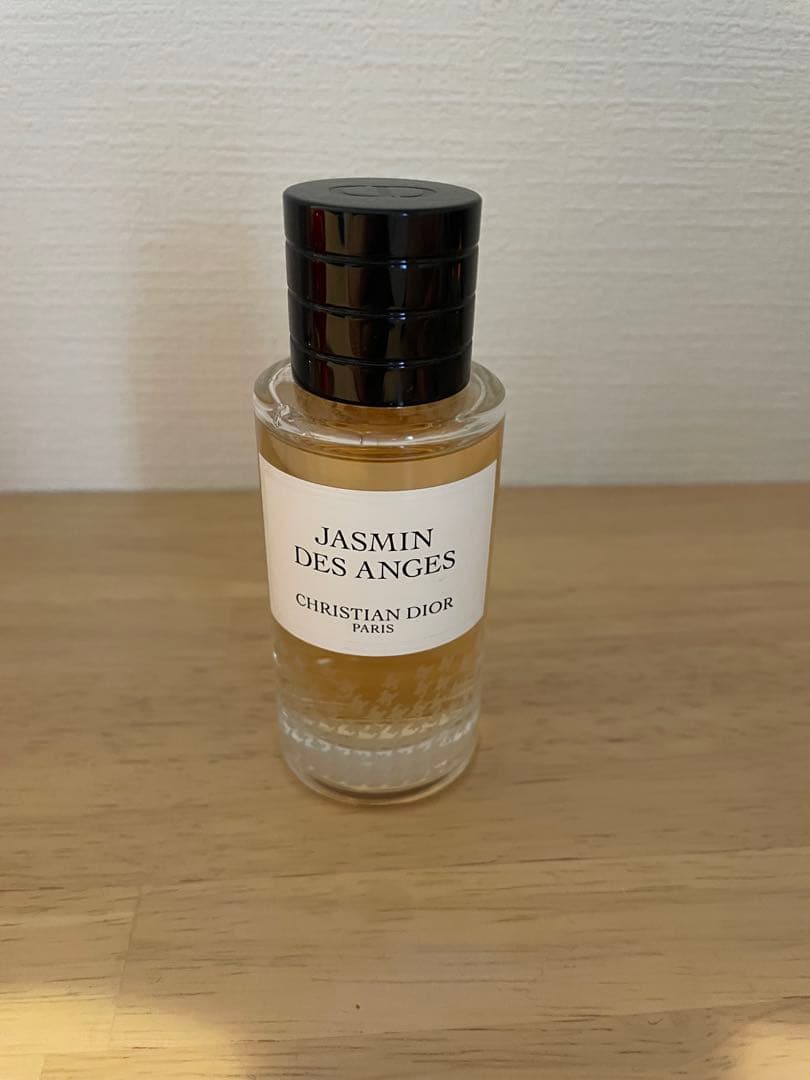 JASMIN
DES ANGES
CHRISTIAN DIOR
PARIS